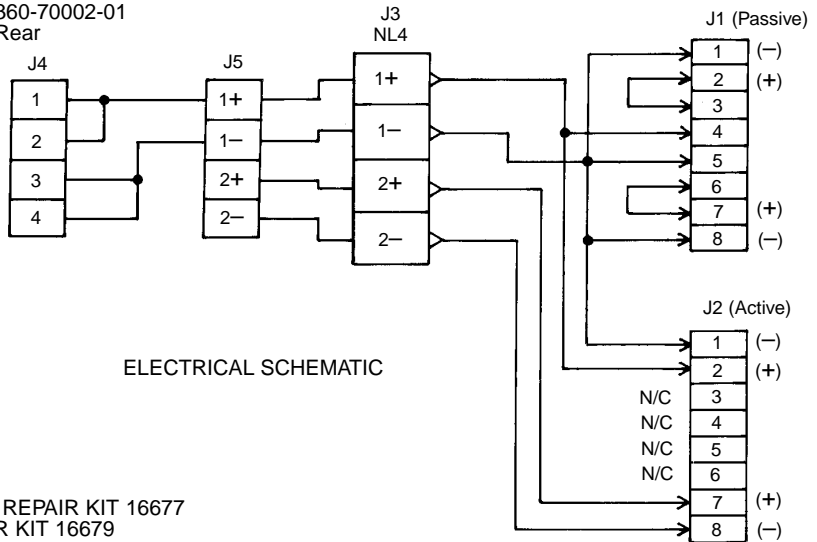 860-70002-01
Rear
J4
1
2
3
4
J5
1+
1–
2+
2–
J3
NL4
1+
1–
2+
2–
J1 (Passive)
1 (–)
2 (+)
3
4
5
6
7 (+)
8 (–)
J2 (Active)
1 (–)
2 (+)
N/C 3
N/C 4
N/C 5
N/C 6
7 (+)
8 (–)
ELECTRICAL SCHEMATIC
REPAIR KIT 16677
R KIT 16679